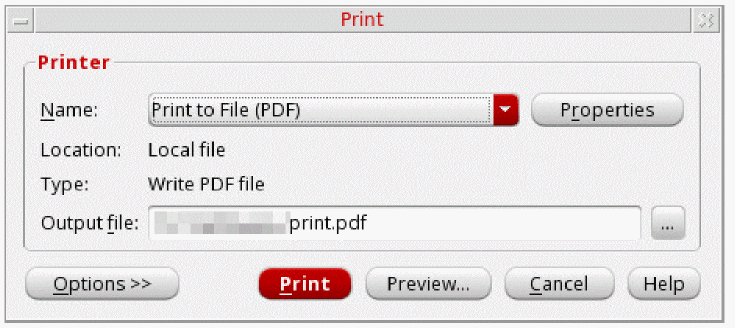 Print
Printer
Name: Print to File (PDF) Properties
Location: Local file
Type: Write PDF file
Output file: print.pdf ...
Options >> Print Preview... Cancel Help